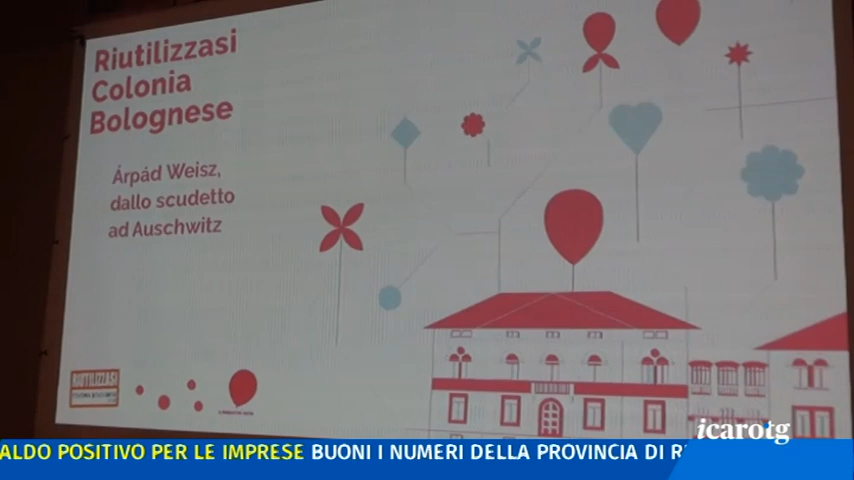 Riutilizzasi
Colonia
Bolognese
Árpád Weisz,
dallo scudetto
ad Auschwitz
RIUTILIZZASI
icarotg
ALDO POSITIVO PER LE IMPRESE BUONI I NUMERI DELLA PROVINCIA DI R